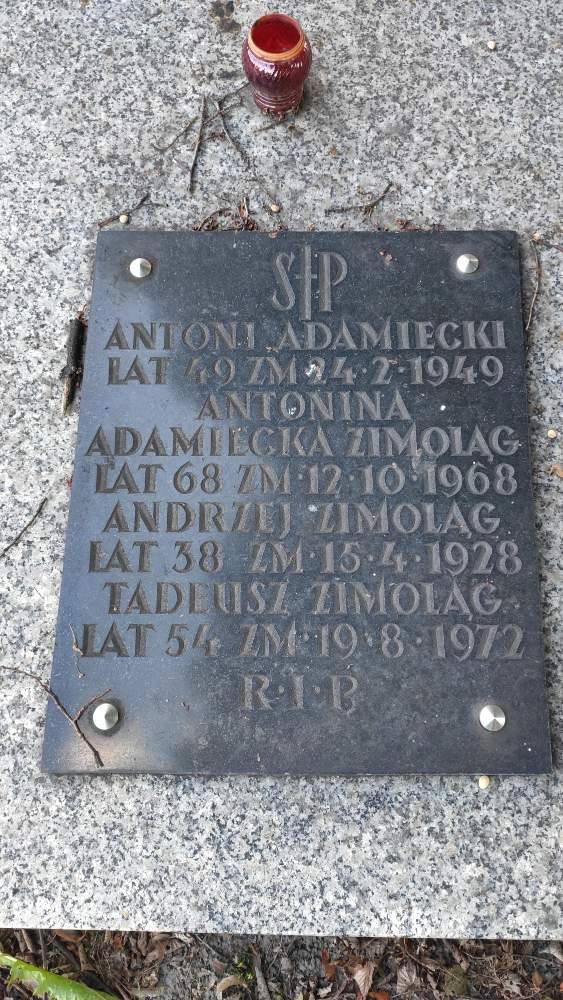 S†P
ANTONI ADAMIECKI
LAT 49 ZM 24·2·1949
ANTONINA
ADAMIECKA ZIMOLĄG
LAT 68 ZM·12·10·1968
ANDRZEJ ZIMOLĄG
LAT 38 ZM·15·4·1928
TADEUSZ ZIMOLĄG
LAT 54 ZM·19·8·1972
R·I·P